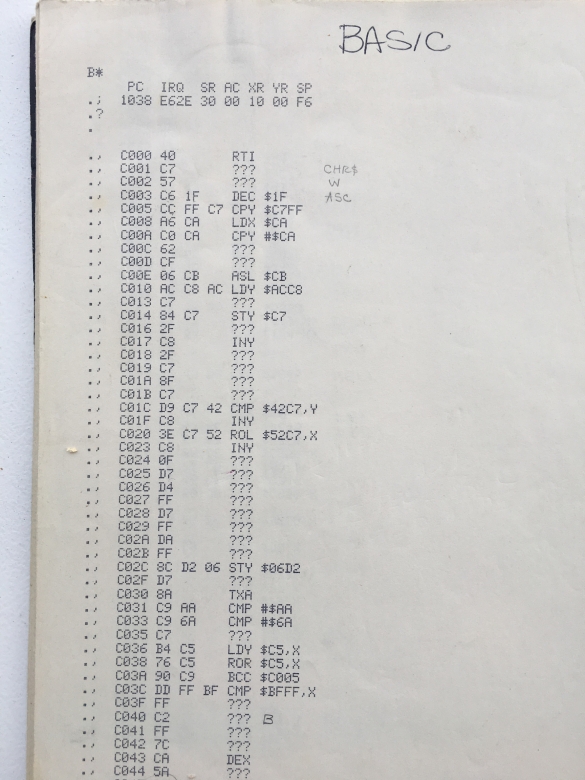 BASIC
B*
PC IRQ SR AC XR YR SP
.; 1038 E62E 30 00 10 00 F6
.?
.
., C000 40 RTI
., C001 C7 ??? CHR$
., C002 57 ??? W
., C003 C6 1F DEC $1F ASC
., C005 CC FF C7 CPY $C7FF
., C008 A6 CA LDX $CA
., C00A C0 CA CPY #$CA
., C00C 62 ???
., C00D CF ???
., C00E 06 CB ASL $CB
., C010 AC C8 AC LDY $ACC8
., C013 C7 ???
., C014 84 C7 STY $C7
., C016 2F ???
., C017 C8 INY
., C018 2F ???
., C019 C7 ???
., C01A 8F ???
., C01B C7 ???
., C01C D9 C7 42 CMP $42C7,Y
., C01F C8 INY
., C020 3E C7 52 ROL $52C7,X
., C023 C8 INY
., C024 0F ???
., C025 D7 ???
., C026 D4 ???
., C027 FF ???
., C028 D7 ???
., C029 FF ???
., C02A DA ???
., C02B FF ???
., C02C 8C D2 06 STY $06D2
., C02F D7 ???
., C030 8A TXA
., C031 C9 AA CMP #$AA
., C033 C9 6A CMP #$6A
., C035 C7 ???
., C036 B4 C5 LDY $C5,X
., C038 76 C5 ROR $C5,X
., C03A 90 C9 BCC $C005
., C03C DD FF BF CMP $BFFF,X
., C03F FF ???
., C040 C2 ??? B
., C041 FF ???
., C042 7C ???
., C043 CA DEX
., C044 5A ???